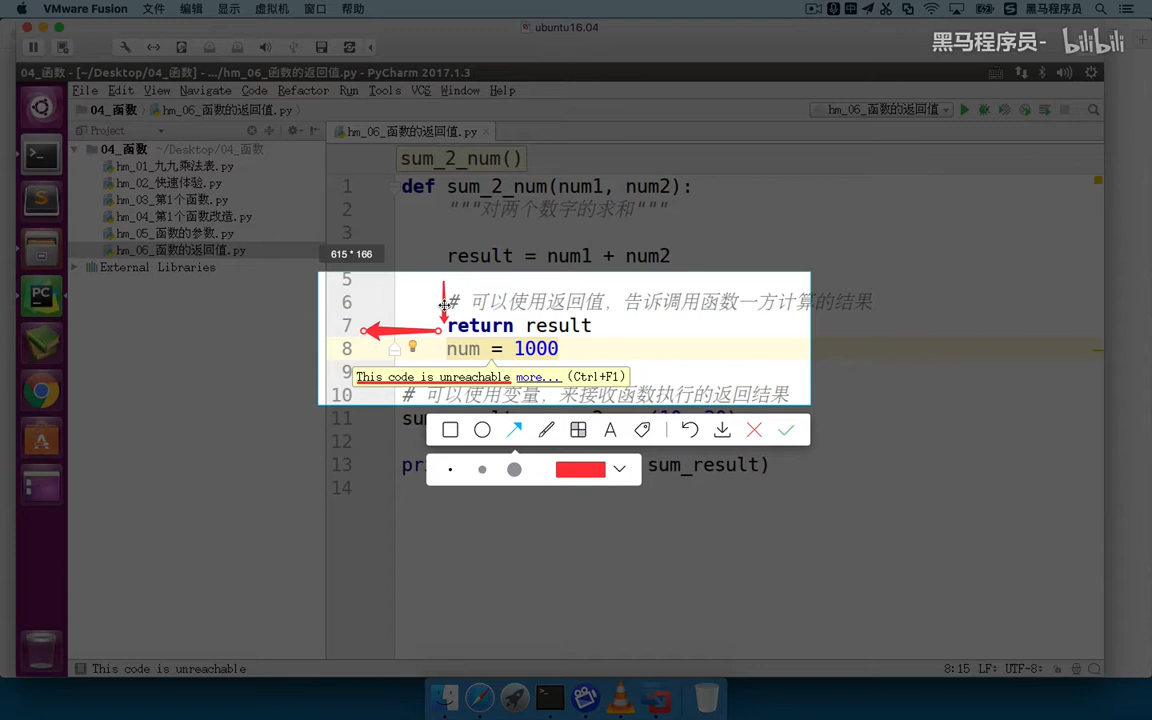 VMware Fusion 文件 编辑 显示 虚拟机 窗口 帮助 黑马程序员
ubuntu16.04
黑马程序员- bilibili
04_函数 - [~/Desktop/04_函数] - .../hm_06_函数的返回值.py - PyCharm 2017.1.3
File Edit View Navigate Code Refactor Run Tools VCS Window Help
04_函数 hm_06_函数的返回值.py hm_06_函数的返回值
Project hm_06_函数的返回值.py
04_函数 ~/Desktop/04_函数
hm_01_九九乘法表.py
hm_02_快速体验.py
hm_03_第1个函数.py
hm_04_第1个函数改造.py
hm_05_函数的参数.py
hm_06_函数的返回值.py
External Libraries
sum_2_num()
1 def sum_2_num(num1, num2):
2 """对两个数字的求和"""
3
result = num1 + num2
615 * 166
5
6 # 可以使用返回值，告诉调用函数一方计算的结果
7 return result
8 num = 1000
9
This code is unreachable more... (Ctrl+F1)
10 # 可以使用变量，来接收函数执行的返回结果
11
12
13 sum_result)
14
A
This code is unreachable 8:15 LF: UTF-8: